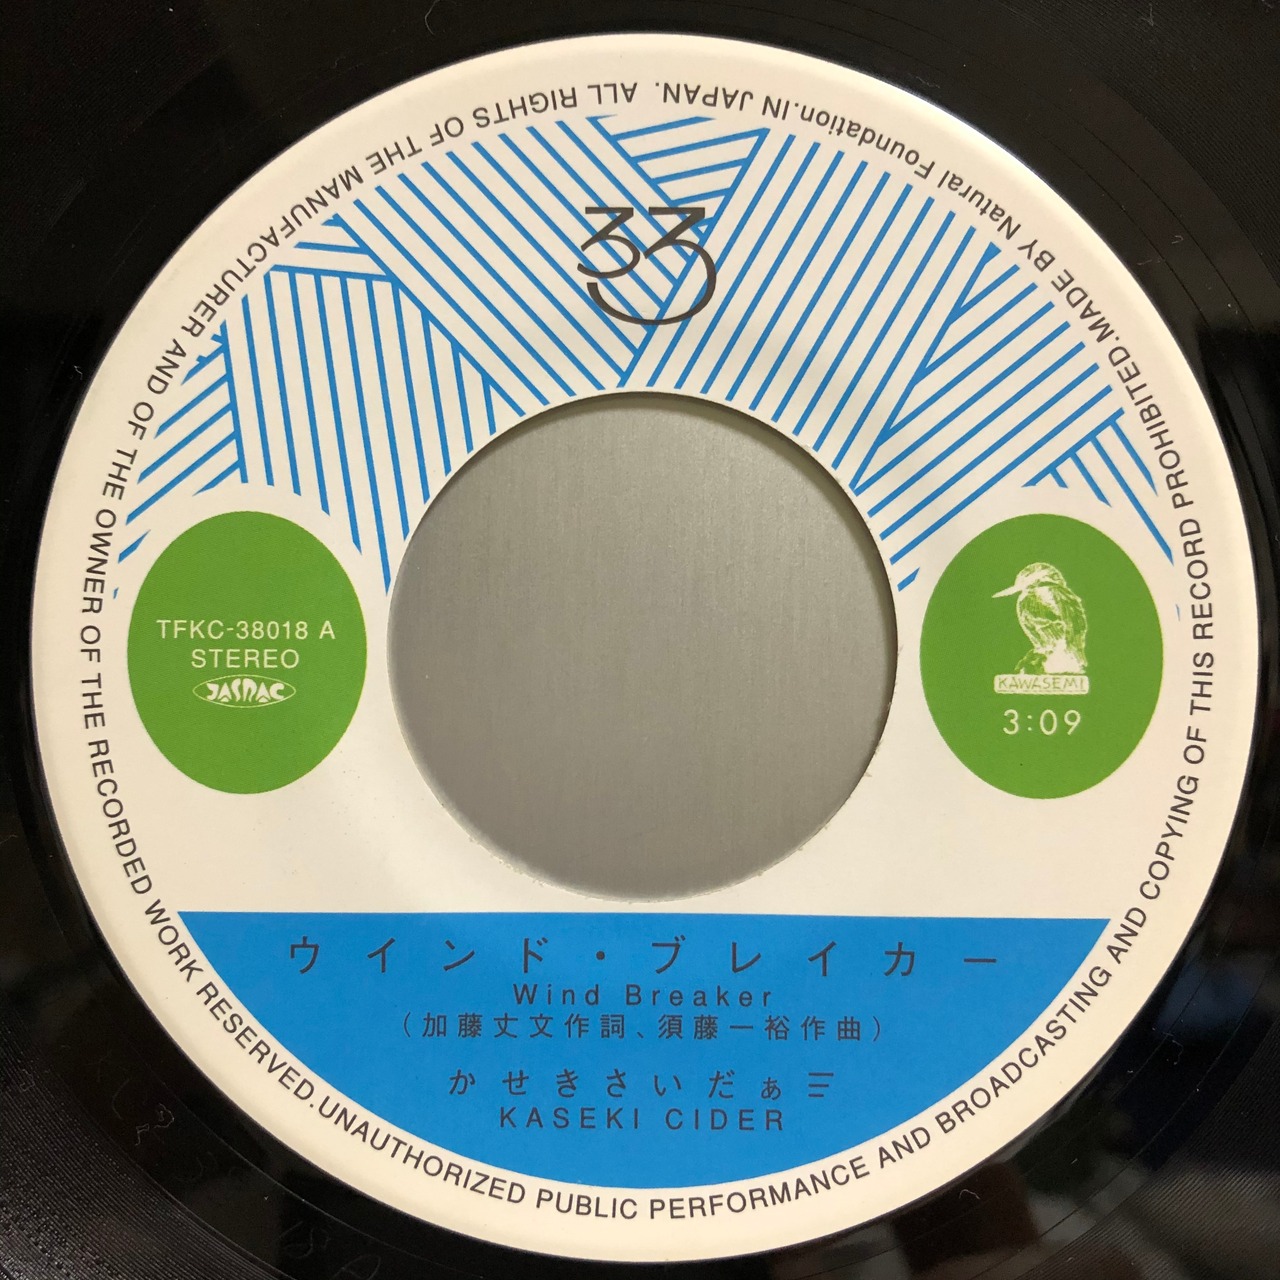 33
TFKC-38018 A
STEREO
JASRAC
KAWASEMI
3:09
ウインド・ブレイカー
Wind Breaker
(加藤丈文作詞、須藤一裕作曲)
かせきさいだぁ三
KASEKI CIDER
ALL RIGHTS OF THE MANUFACTURER AND OF THE OWNER OF THE RECORDED WORK RESERVED.UNAUTHORIZED PUBLIC PERFORMANCE AND BROADCASTING AND COPYING OF THIS RECORD PROHIBITED.MADE BY Natural Foundation.IN JAPAN.